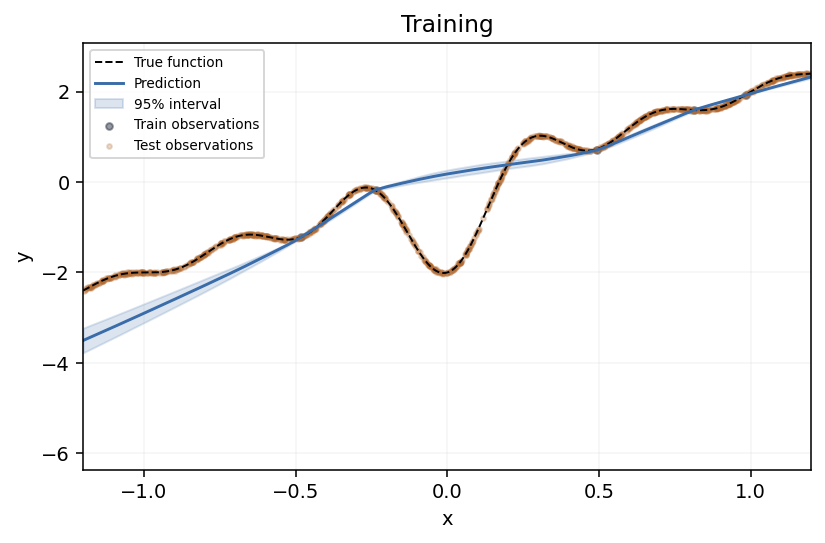 Training
True function
Prediction
95% interval
Train observations
Test observations
y
2
0
−2
−4
−6
−1.0 −0.5 0.0 0.5 1.0
x